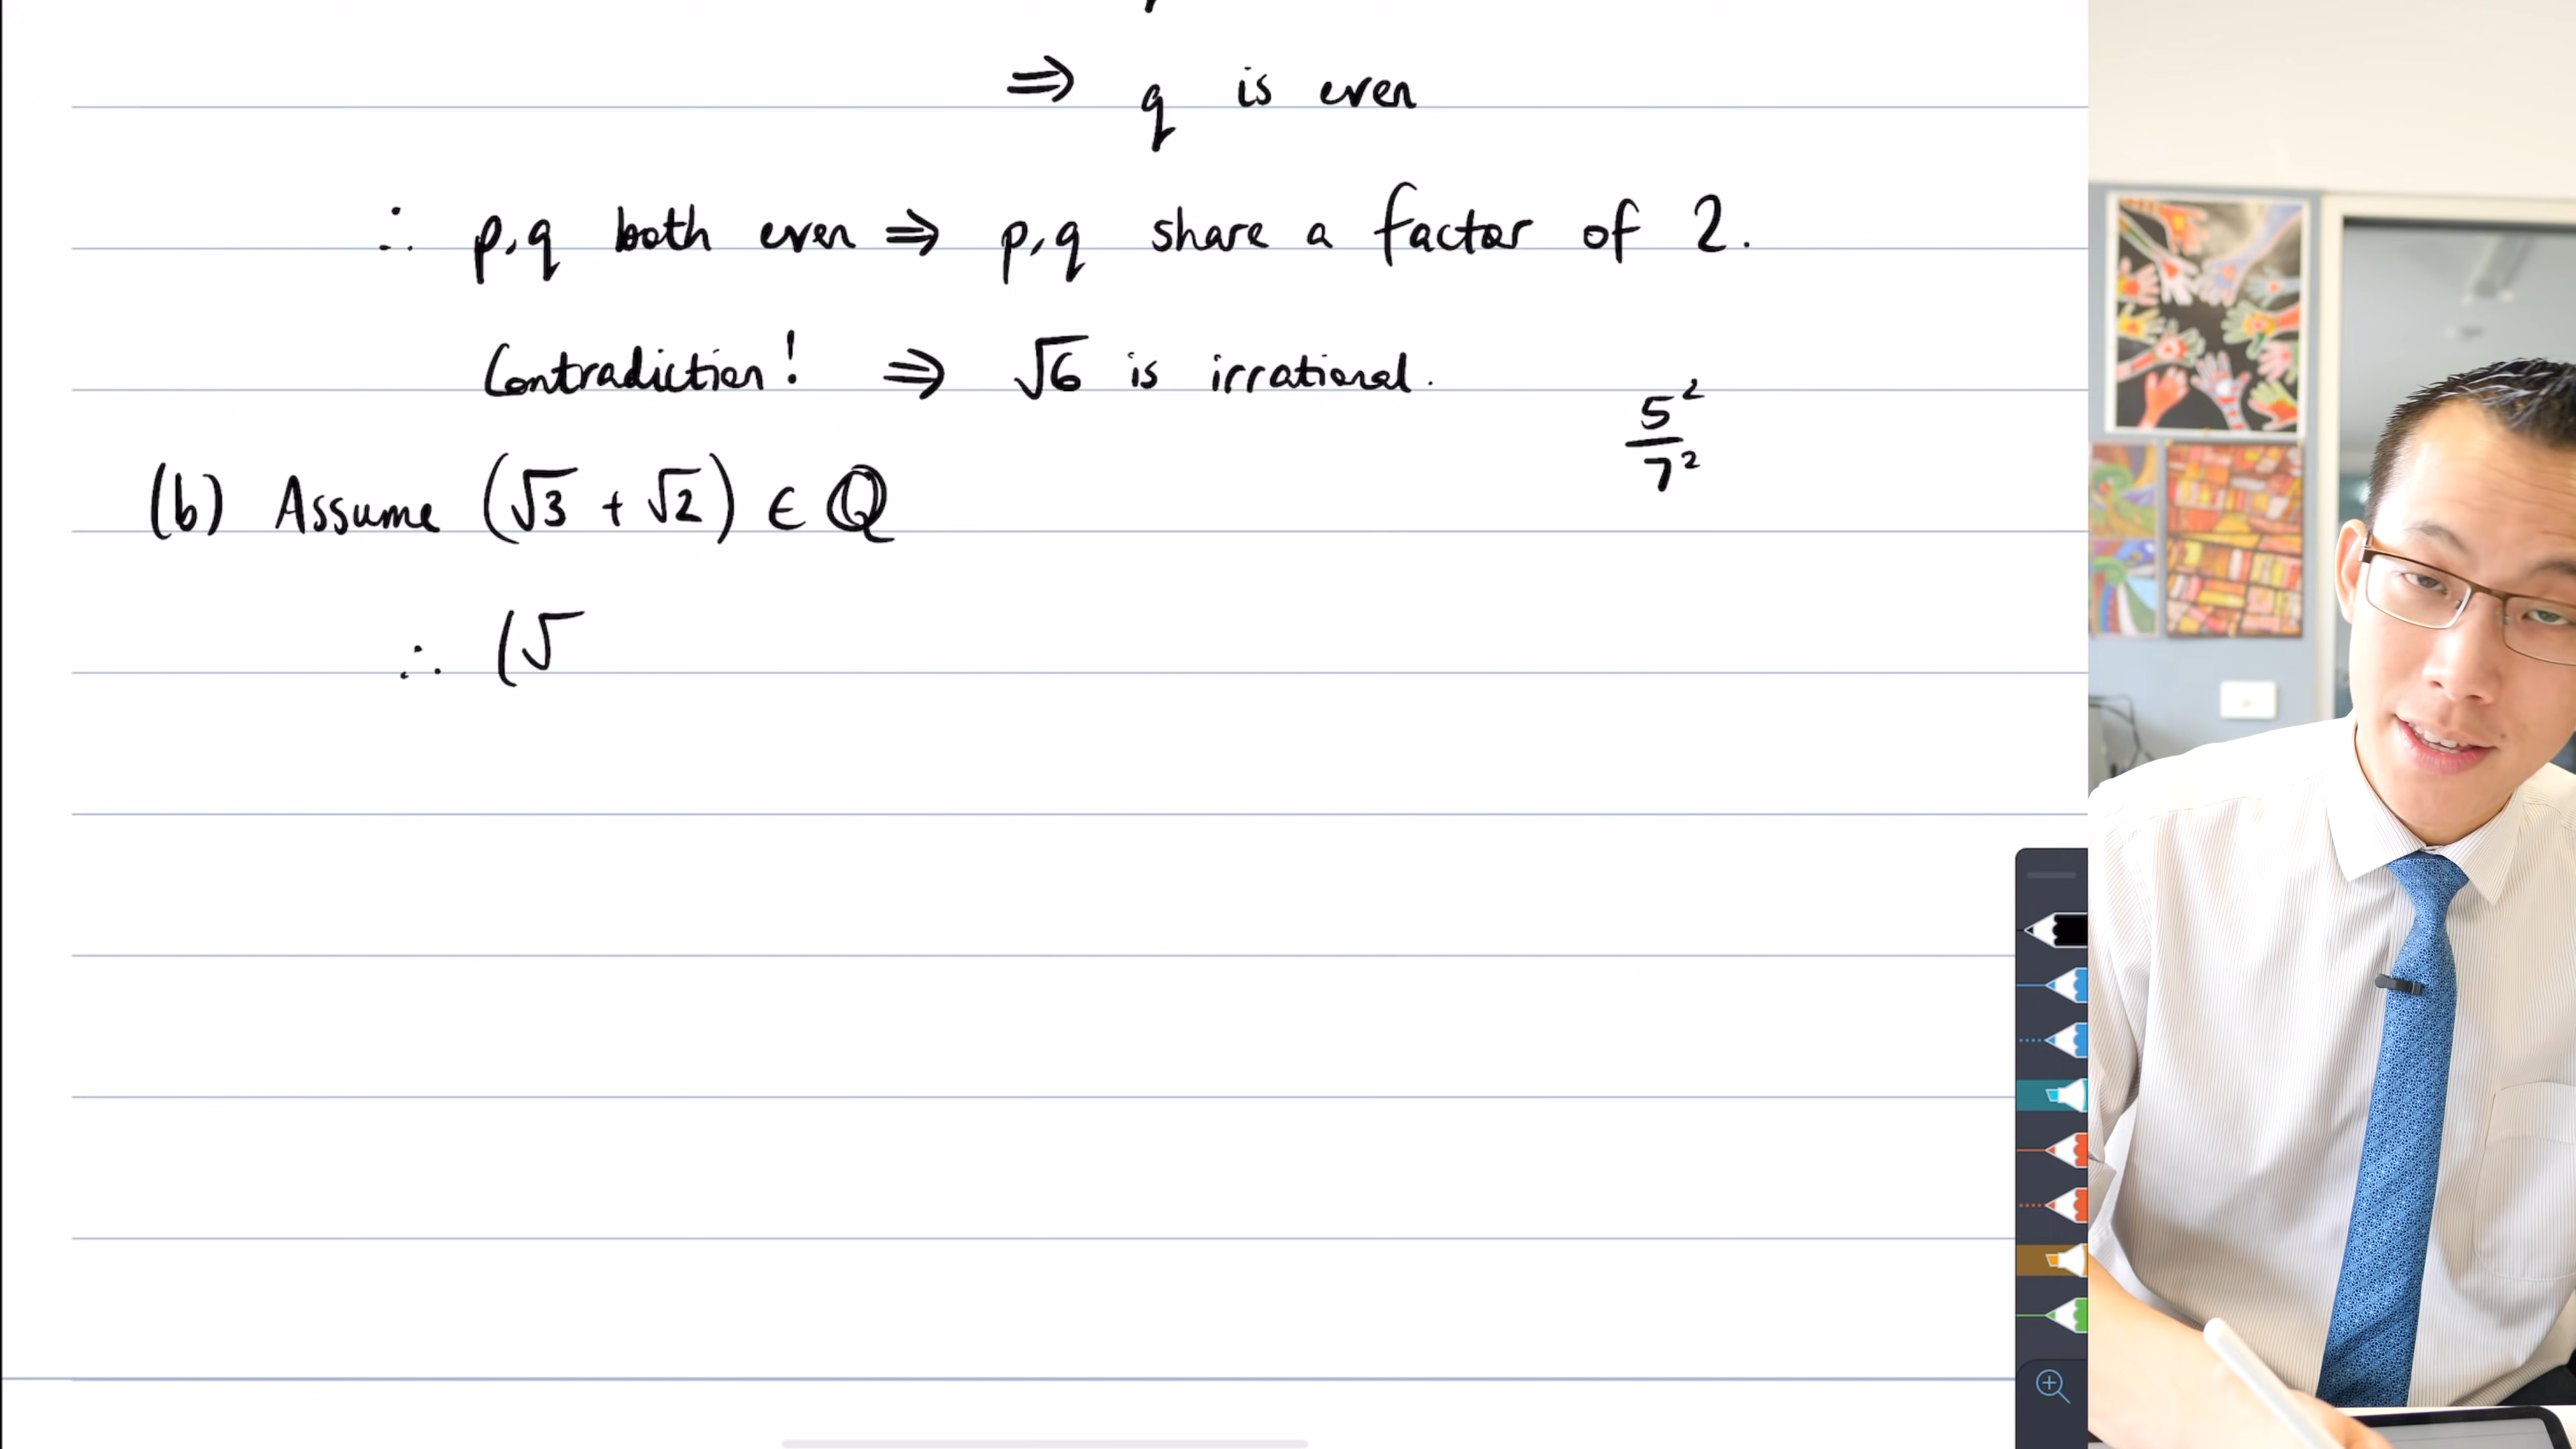 ⇒ q is even
∴ p,q both even ⇒ p,q share a factor of 2.
Contradiction! ⇒ √6 is irrational.
5²
7²
(b) Assume (√3 + √2) ∈ ℚ
∴ (√